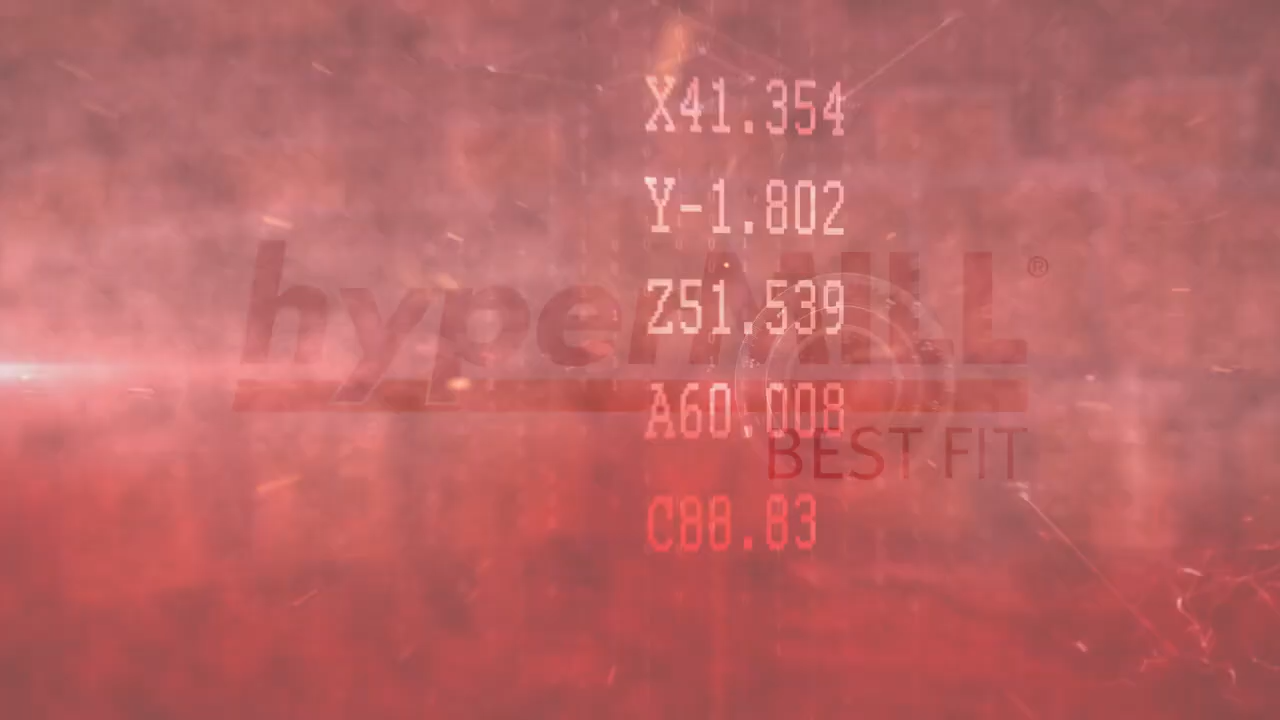 X41.354
Y-1.802
Z51.539
hyperMILL®
A60.008
BEST FIT
C88.83